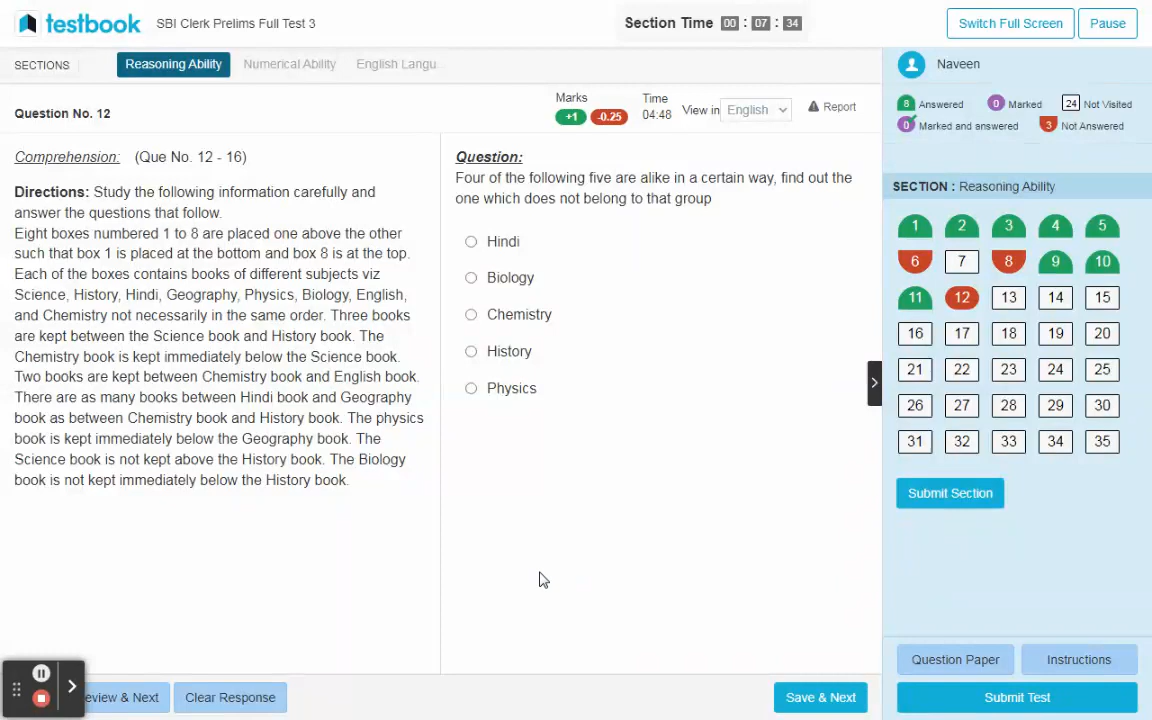 testbook SBI Clerk Prelims Full Test 3 Section Time 00 : 07 : 34 Switch Full Screen Pause
SECTIONS Reasoning Ability Numerical Ability English Langu
Naveen
Question No. 12 Marks +1 -0.25 Time 04:48 View in English Report
8 Answered 0 Marked 24 Not Visited
0 Marked and answered 3 Not Answered
Comprehension: (Que No. 12 - 16)
Directions: Study the following information carefully and
answer the questions that follow.
Eight boxes numbered 1 to 8 are placed one above the other
such that box 1 is placed at the bottom and box 8 is at the top.
Each of the boxes contains books of different subjects viz
Science, History, Hindi, Geography, Physics, Biology, English,
and Chemistry not necessarily in the same order. Three books
are kept between the Science book and History book. The
Chemistry book is kept immediately below the Science book.
Two books are kept between Chemistry book and English book.
There are as many books between Hindi book and Geography
book as between Chemistry book and History book. The physics
book is kept immediately below the Geography book. The
Science book is not kept above the History book. The Biology
book is not kept immediately below the History book.
Question:
Four of the following five are alike in a certain way, find out the
one which does not belong to that group
Hindi
Biology
Chemistry
History
Physics
SECTION : Reasoning Ability
1 2 3 4 5
6 7 8 9 10
11 12 13 14 15
16 17 18 19 20
21 22 23 24 25
26 27 28 29 30
31 32 33 34 35
Submit Section
Question Paper Instructions
eview & Next Clear Response Save & Next Submit Test